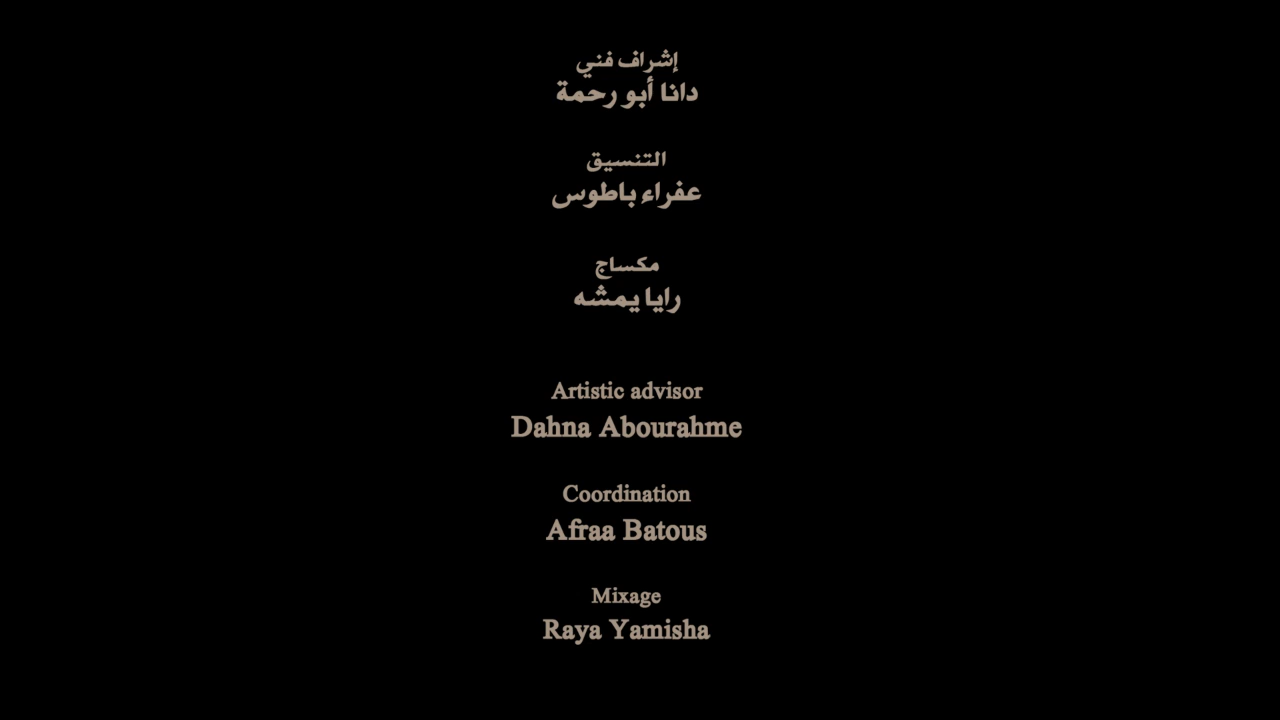 إشراف فني
دانا أبو رحمة
التنسيق
عفراء باطوس
مكساج
رايا يمشه
Artistic advisor
Dahna Abourahme
Coordination
Afraa Batous
Mixage
Raya Yamisha